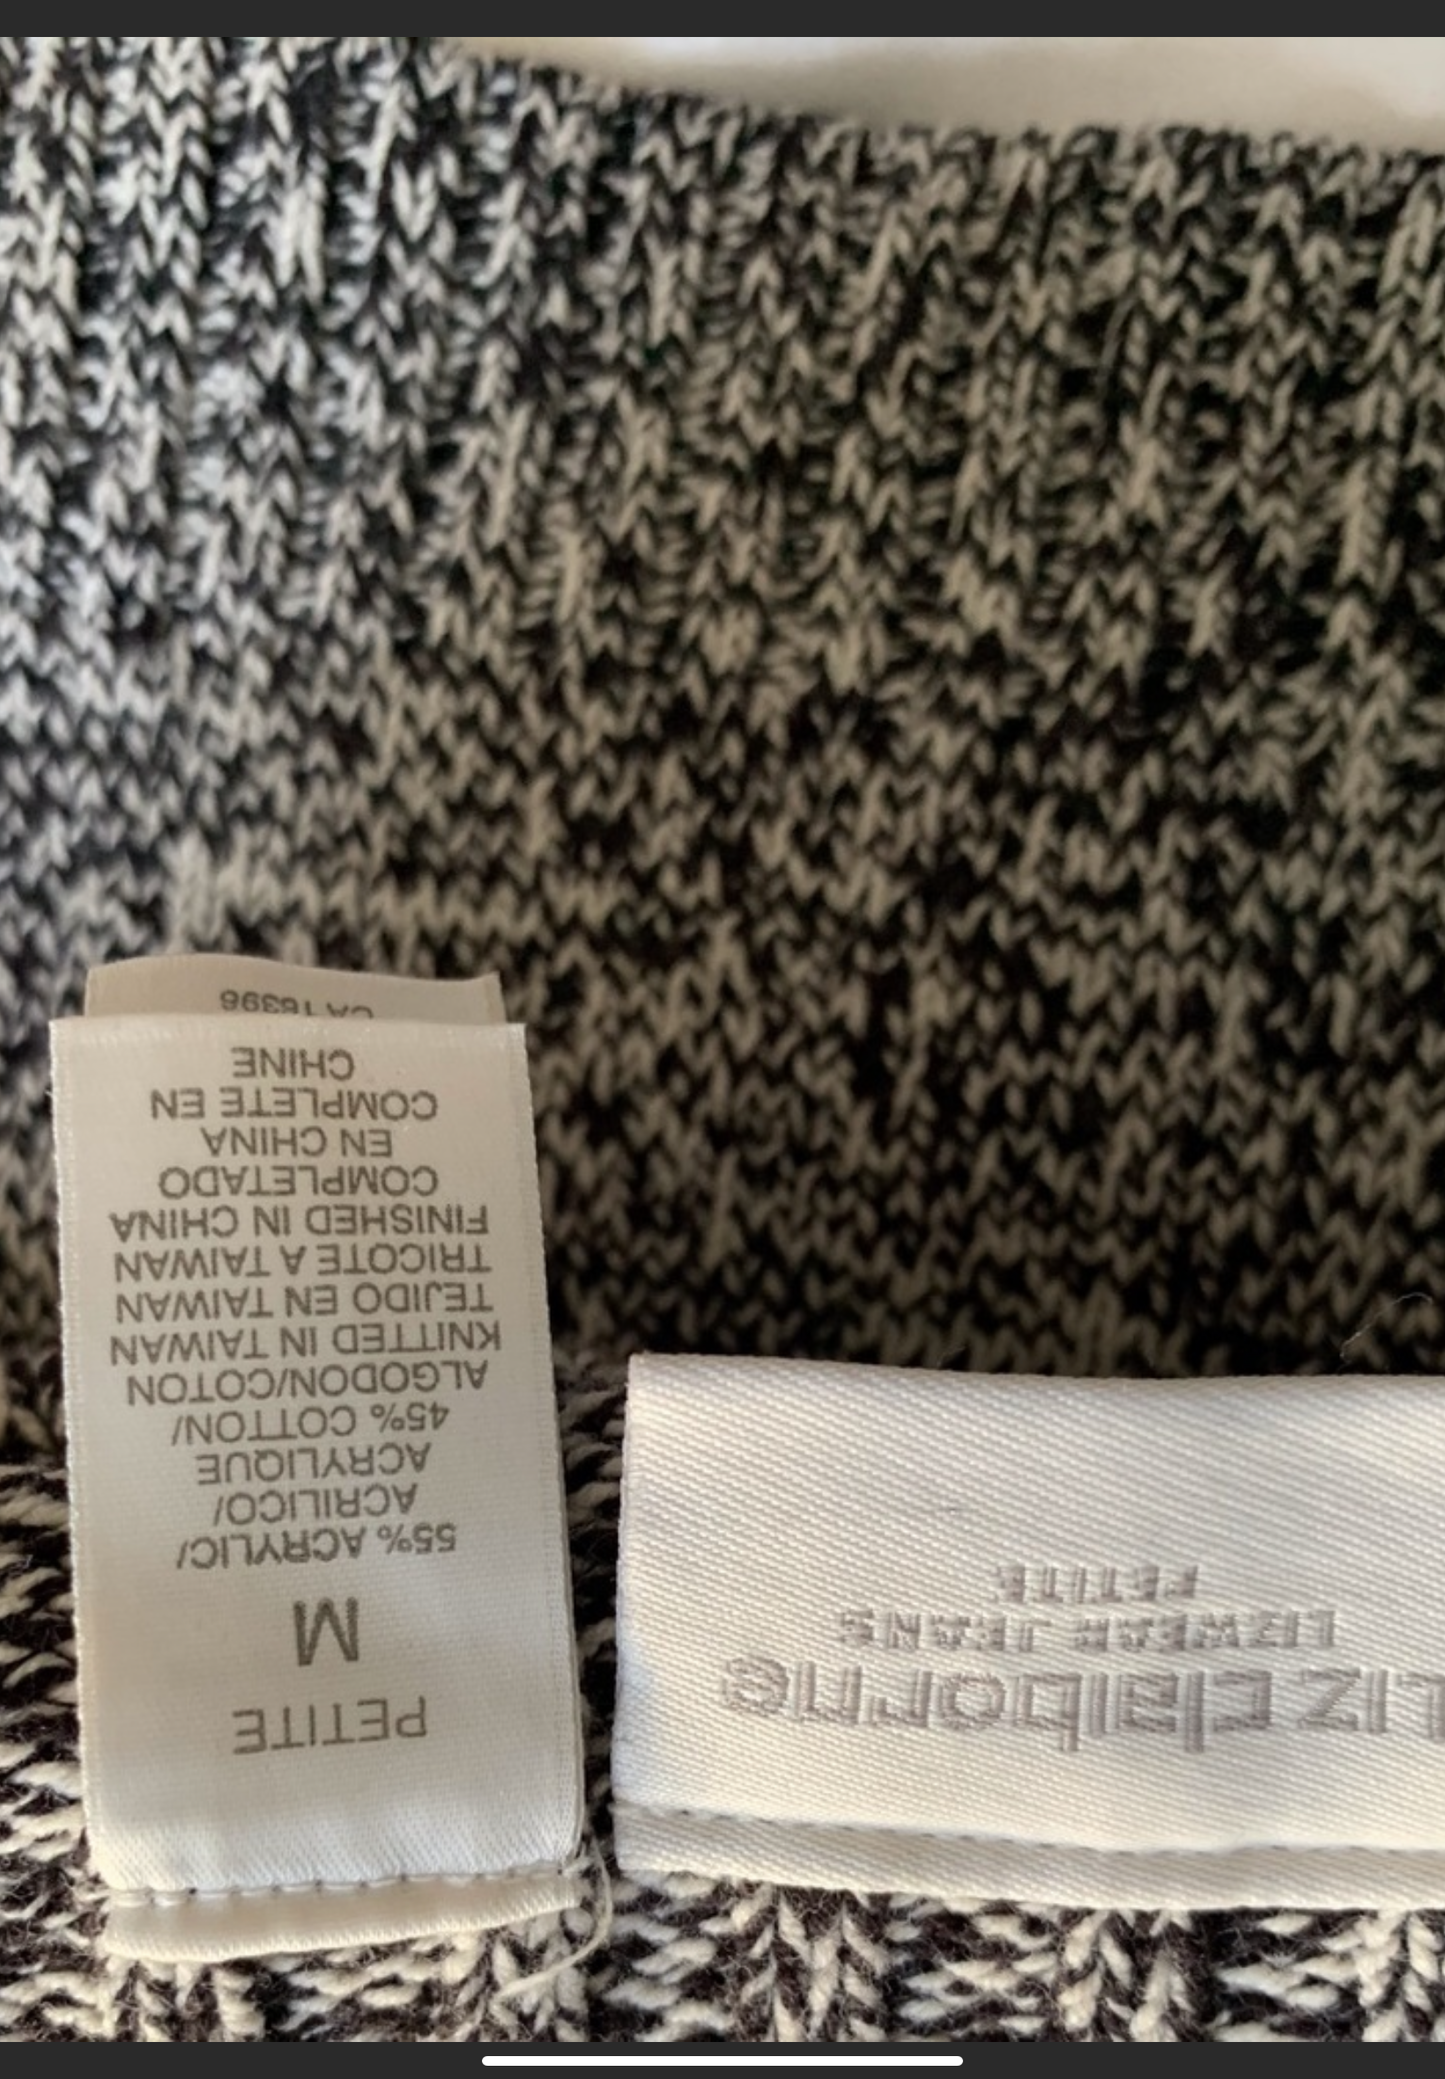 Liz claiborne
LIZWEAR JEANS
PETITE
PETITE
M
55% ACRYLIC/
ACRILICO/
ACRYLIQUE
45% COTTON/
ALGODON/COTON
KNITTED IN TAIWAN
TEJIDO EN TAIWAN
TRICOTE A TAIWAN
FINISHED IN CHINA
COMPLETADO
EN CHINA
COMPLETE EN
CHINE
CA16396